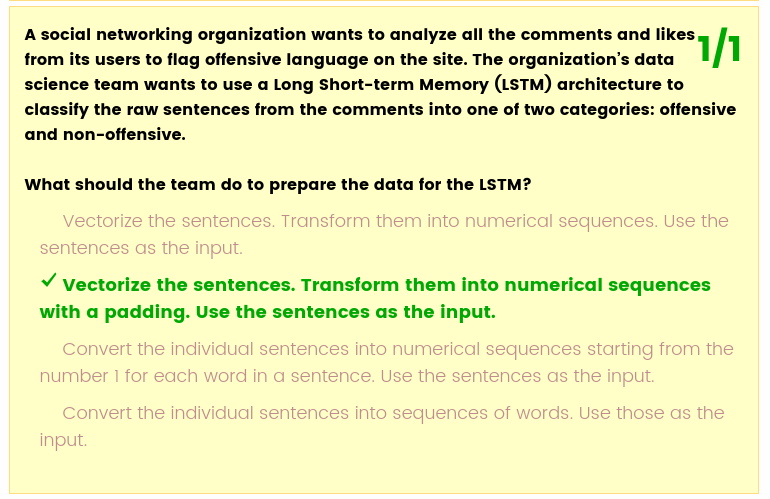 A social networking organization wants to analyze all the comments and likes
1/1
from its users to flag offensive language on the site. The organization's data
science team wants to use a Long Short-term Memory (LSTM) architecture to
classify the raw sentences from the comments into one of two categories: offensive
and non-offensive.
What should the team do to prepare the data for the LSTM?
Vectorize the sentences. Transform them into numerical sequences. Use the
sentences as the input.
Vectorize the sentences. Transform them into numerical sequences
with a padding. Use the sentences as the input.
Convert the individual sentences into numerical sequences starting from the
number 1 for each word in a sentence. Use the sentences as the input.
Convert the individual sentences into sequences of words. Use those as the
input.